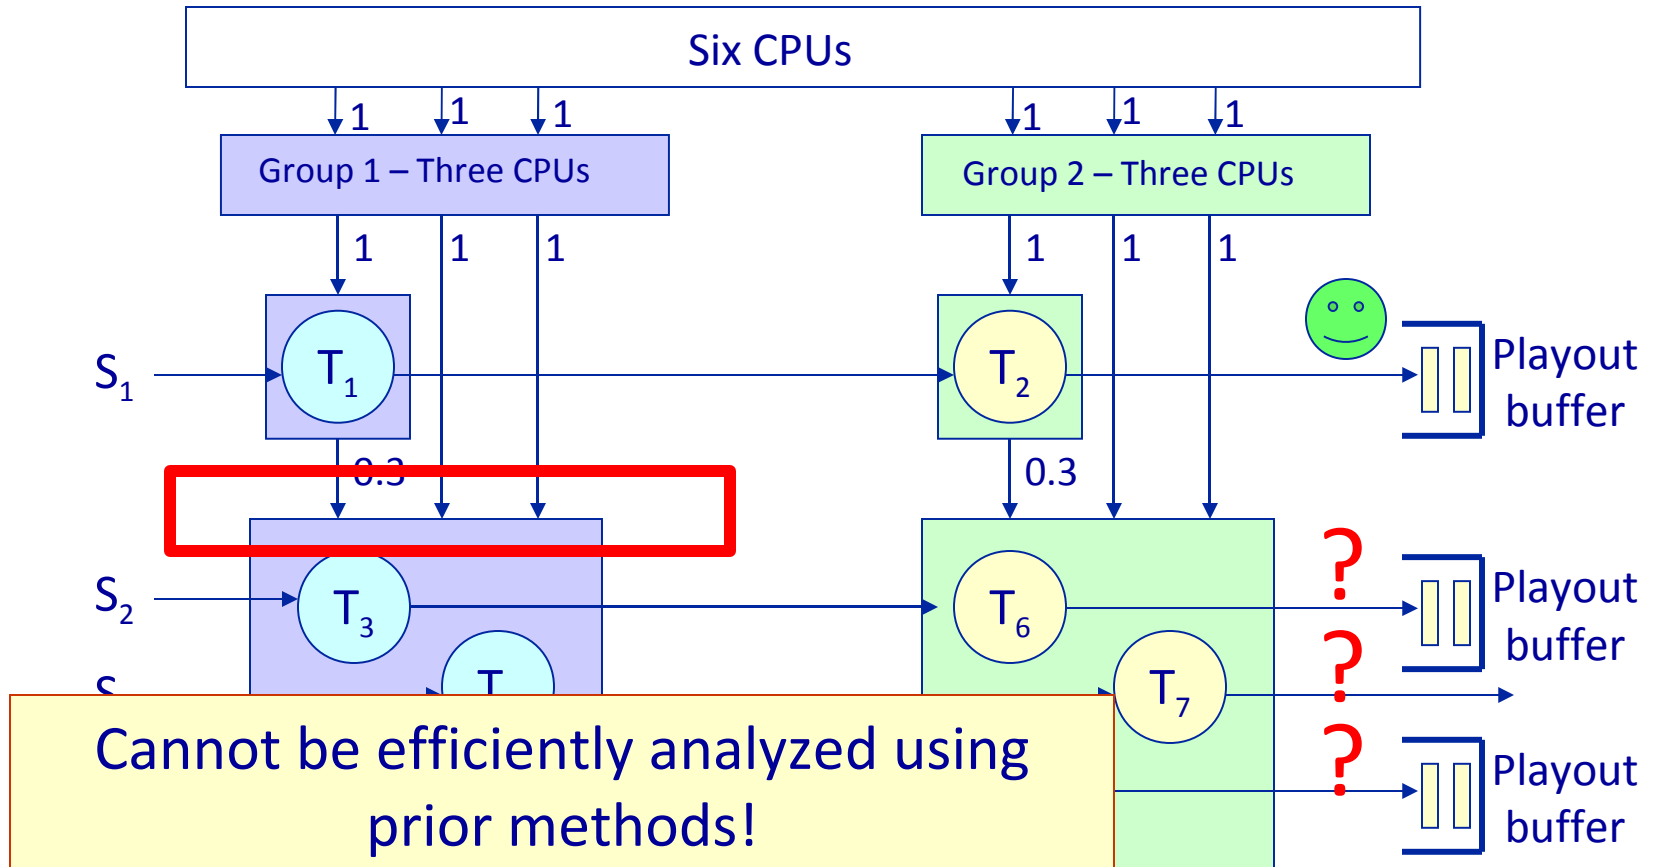 Six CPUs
1 1 1 1 1 1
Group 1 – Three CPUs
Group 2 – Three CPUs
1 1 1 1 1 1
S1
T1
T2
Playout
buffer
0.3
0.3
S2
T3
T6
?
Playout
buffer
S
T
T7
?
?
Playout
buffer
Cannot be efficiently analyzed using
prior methods!